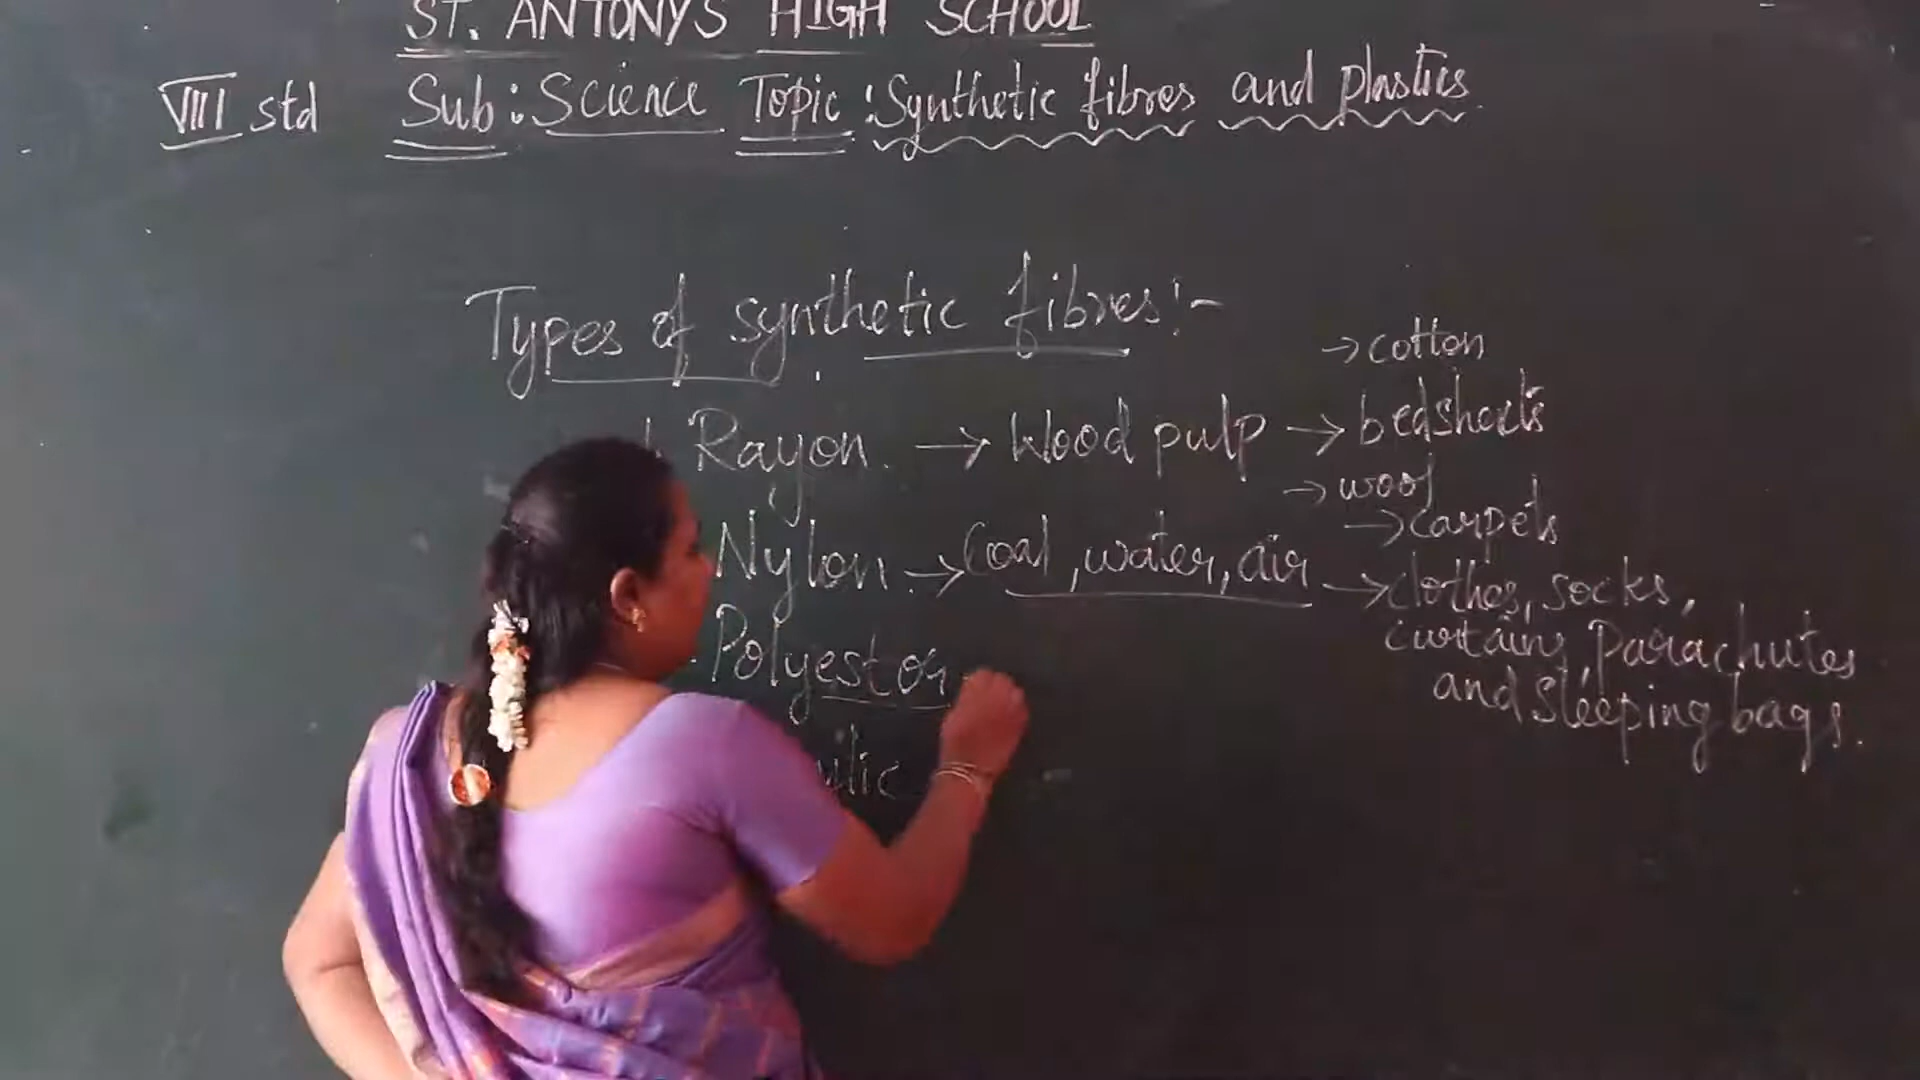 ST. ANTONYS HIGH SCHOOL
VIII std Sub: Science Topic: Synthetic fibres and plastics
Types of synthetic fibres:-
→ cotton
Rayon. → Wood pulp → bedsheets
→ wool
→ carpets
Nylon. → Coal, water, air → clothes, socks,
curtains, parachutes
and sleeping bags.
Polyester